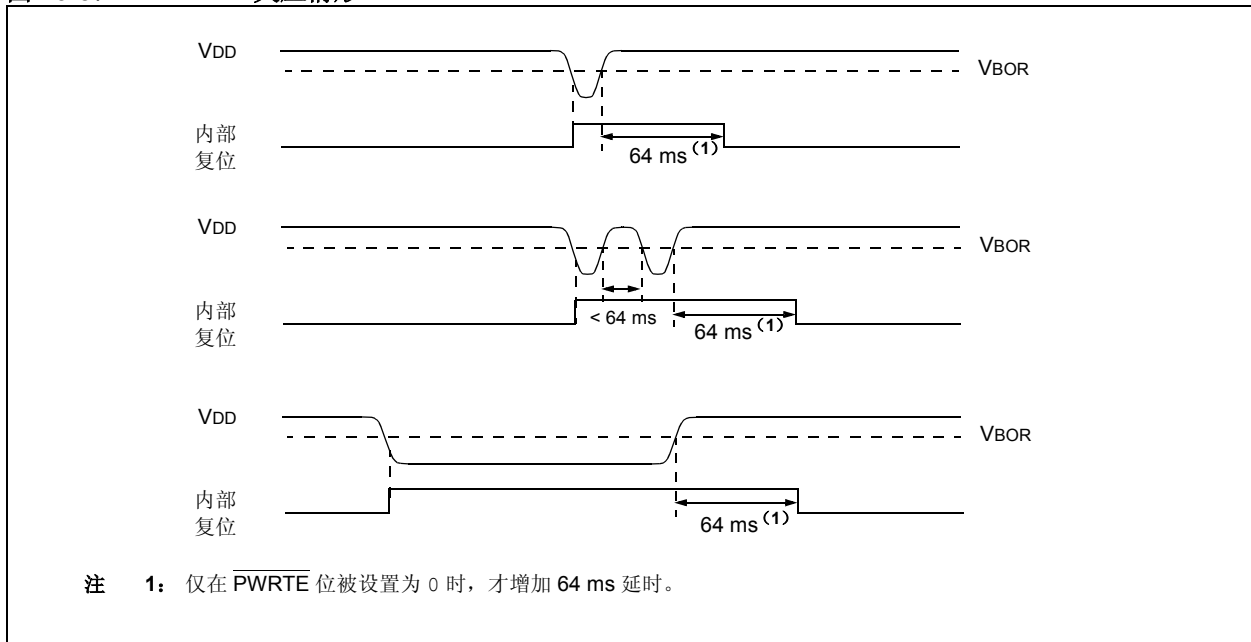 VDD
VBOR
内部
复位
64 ms (1)
VDD
VBOR
内部
复位
< 64 ms
64 ms (1)
VDD
VBOR
内部
复位
64 ms (1)
注 1: 仅在 PWRTE 位被设置为 0 时，才增加 64 ms 延时。